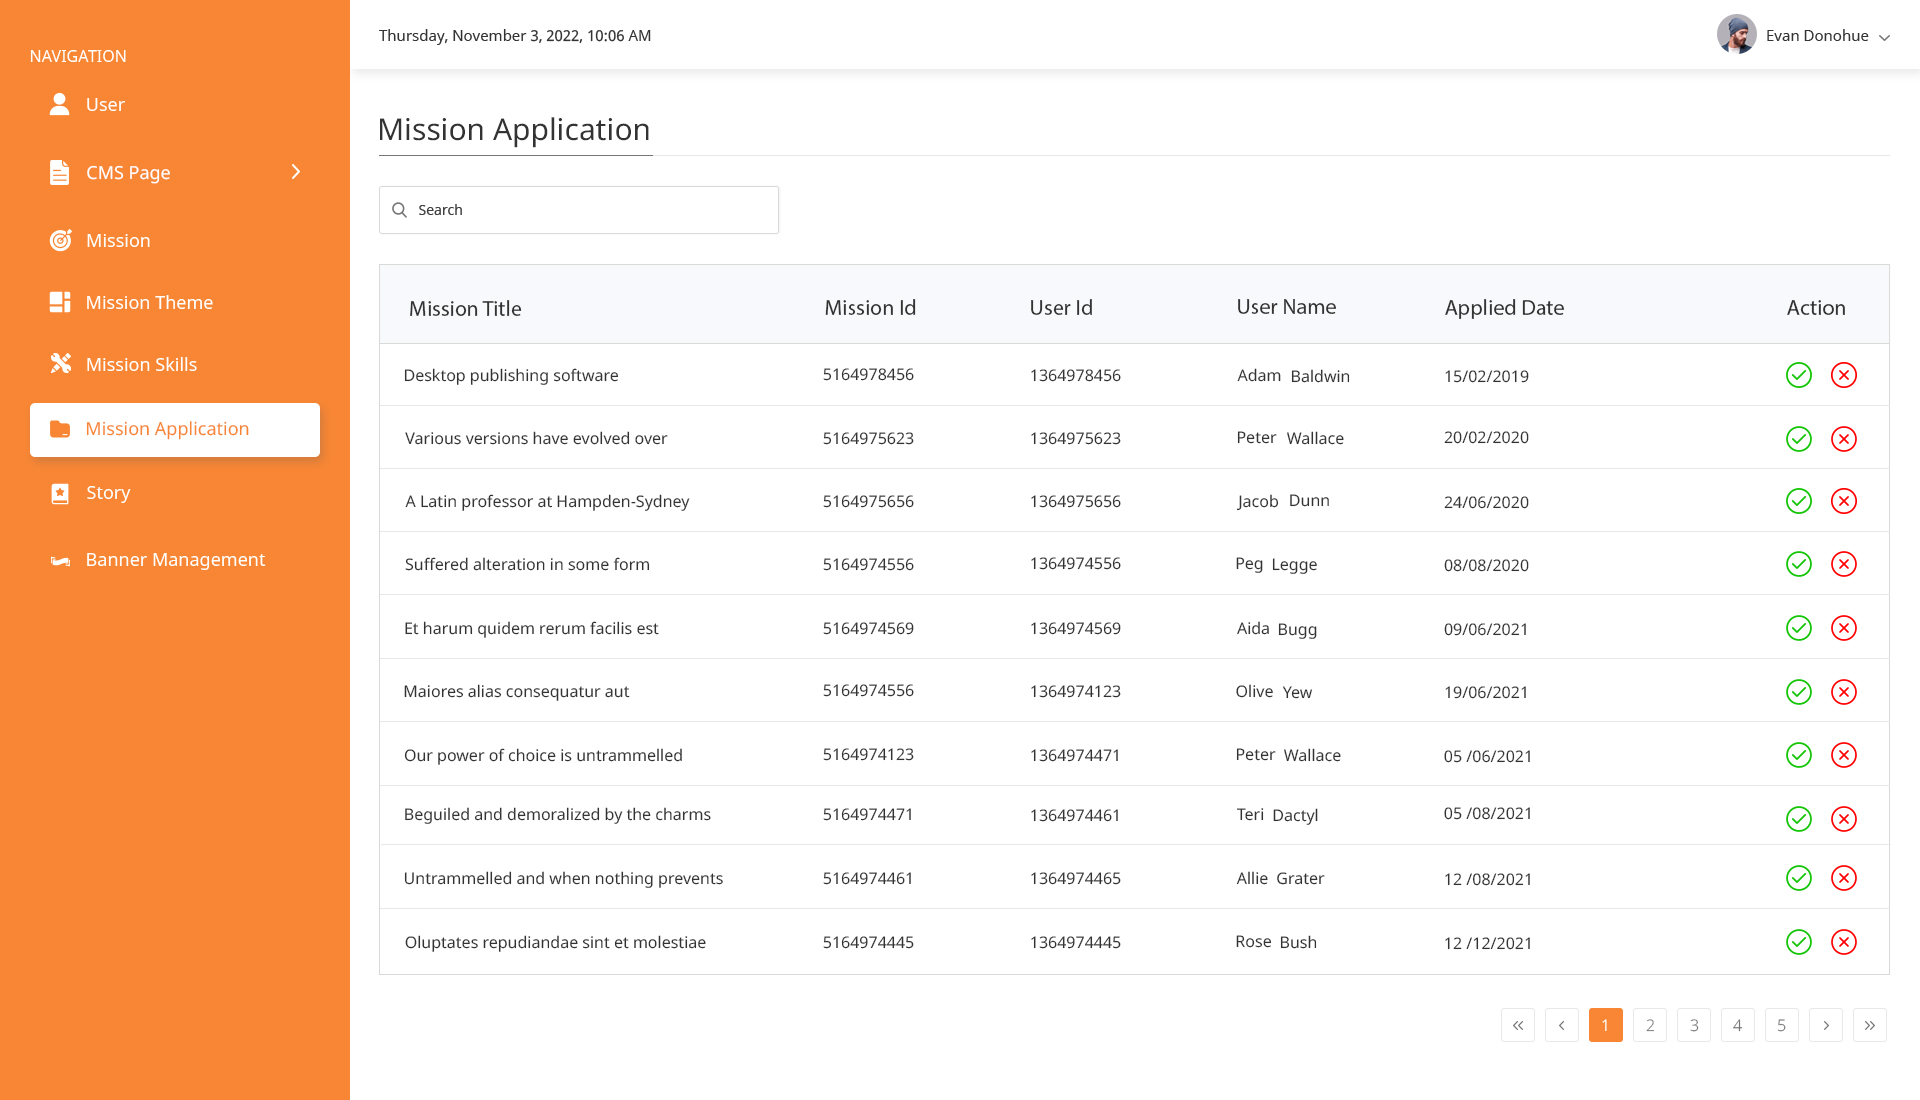 NAVIGATION
User
CMS Page
Mission
Mission Theme
Mission Skills
Mission Application
Story
Banner Management
Thursday, November 3, 2022, 10:06 AM
Evan Donohue
Mission Application
Search
Mission Title Mission Id User Id User Name Applied Date Action
Desktop publishing software 5164978456 1364978456 Adam Baldwin 15/02/2019
Various versions have evolved over 5164975623 1364975623 Peter Wallace 20/02/2020
A Latin professor at Hampden-Sydney 5164975656 1364975656 Jacob Dunn 24/06/2020
Suffered alteration in some form 5164974556 1364974556 Peg Legge 08/08/2020
Et harum quidem rerum facilis est 5164974569 1364974569 Aida Bugg 09/06/2021
Maiores alias consequatur aut 5164974556 1364974123 Olive Yew 19/06/2021
Our power of choice is untrammelled 5164974123 1364974471 Peter Wallace 05 /06/2021
Beguiled and demoralized by the charms 5164974471 1364974461 Teri Dactyl 05 /08/2021
Untrammelled and when nothing prevents 5164974461 1364974465 Allie Grater 12 /08/2021
Oluptates repudiandae sint et molestiae 5164974445 1364974445 Rose Bush 12 /12/2021
« ‹ 1 2 3 4 5 › »